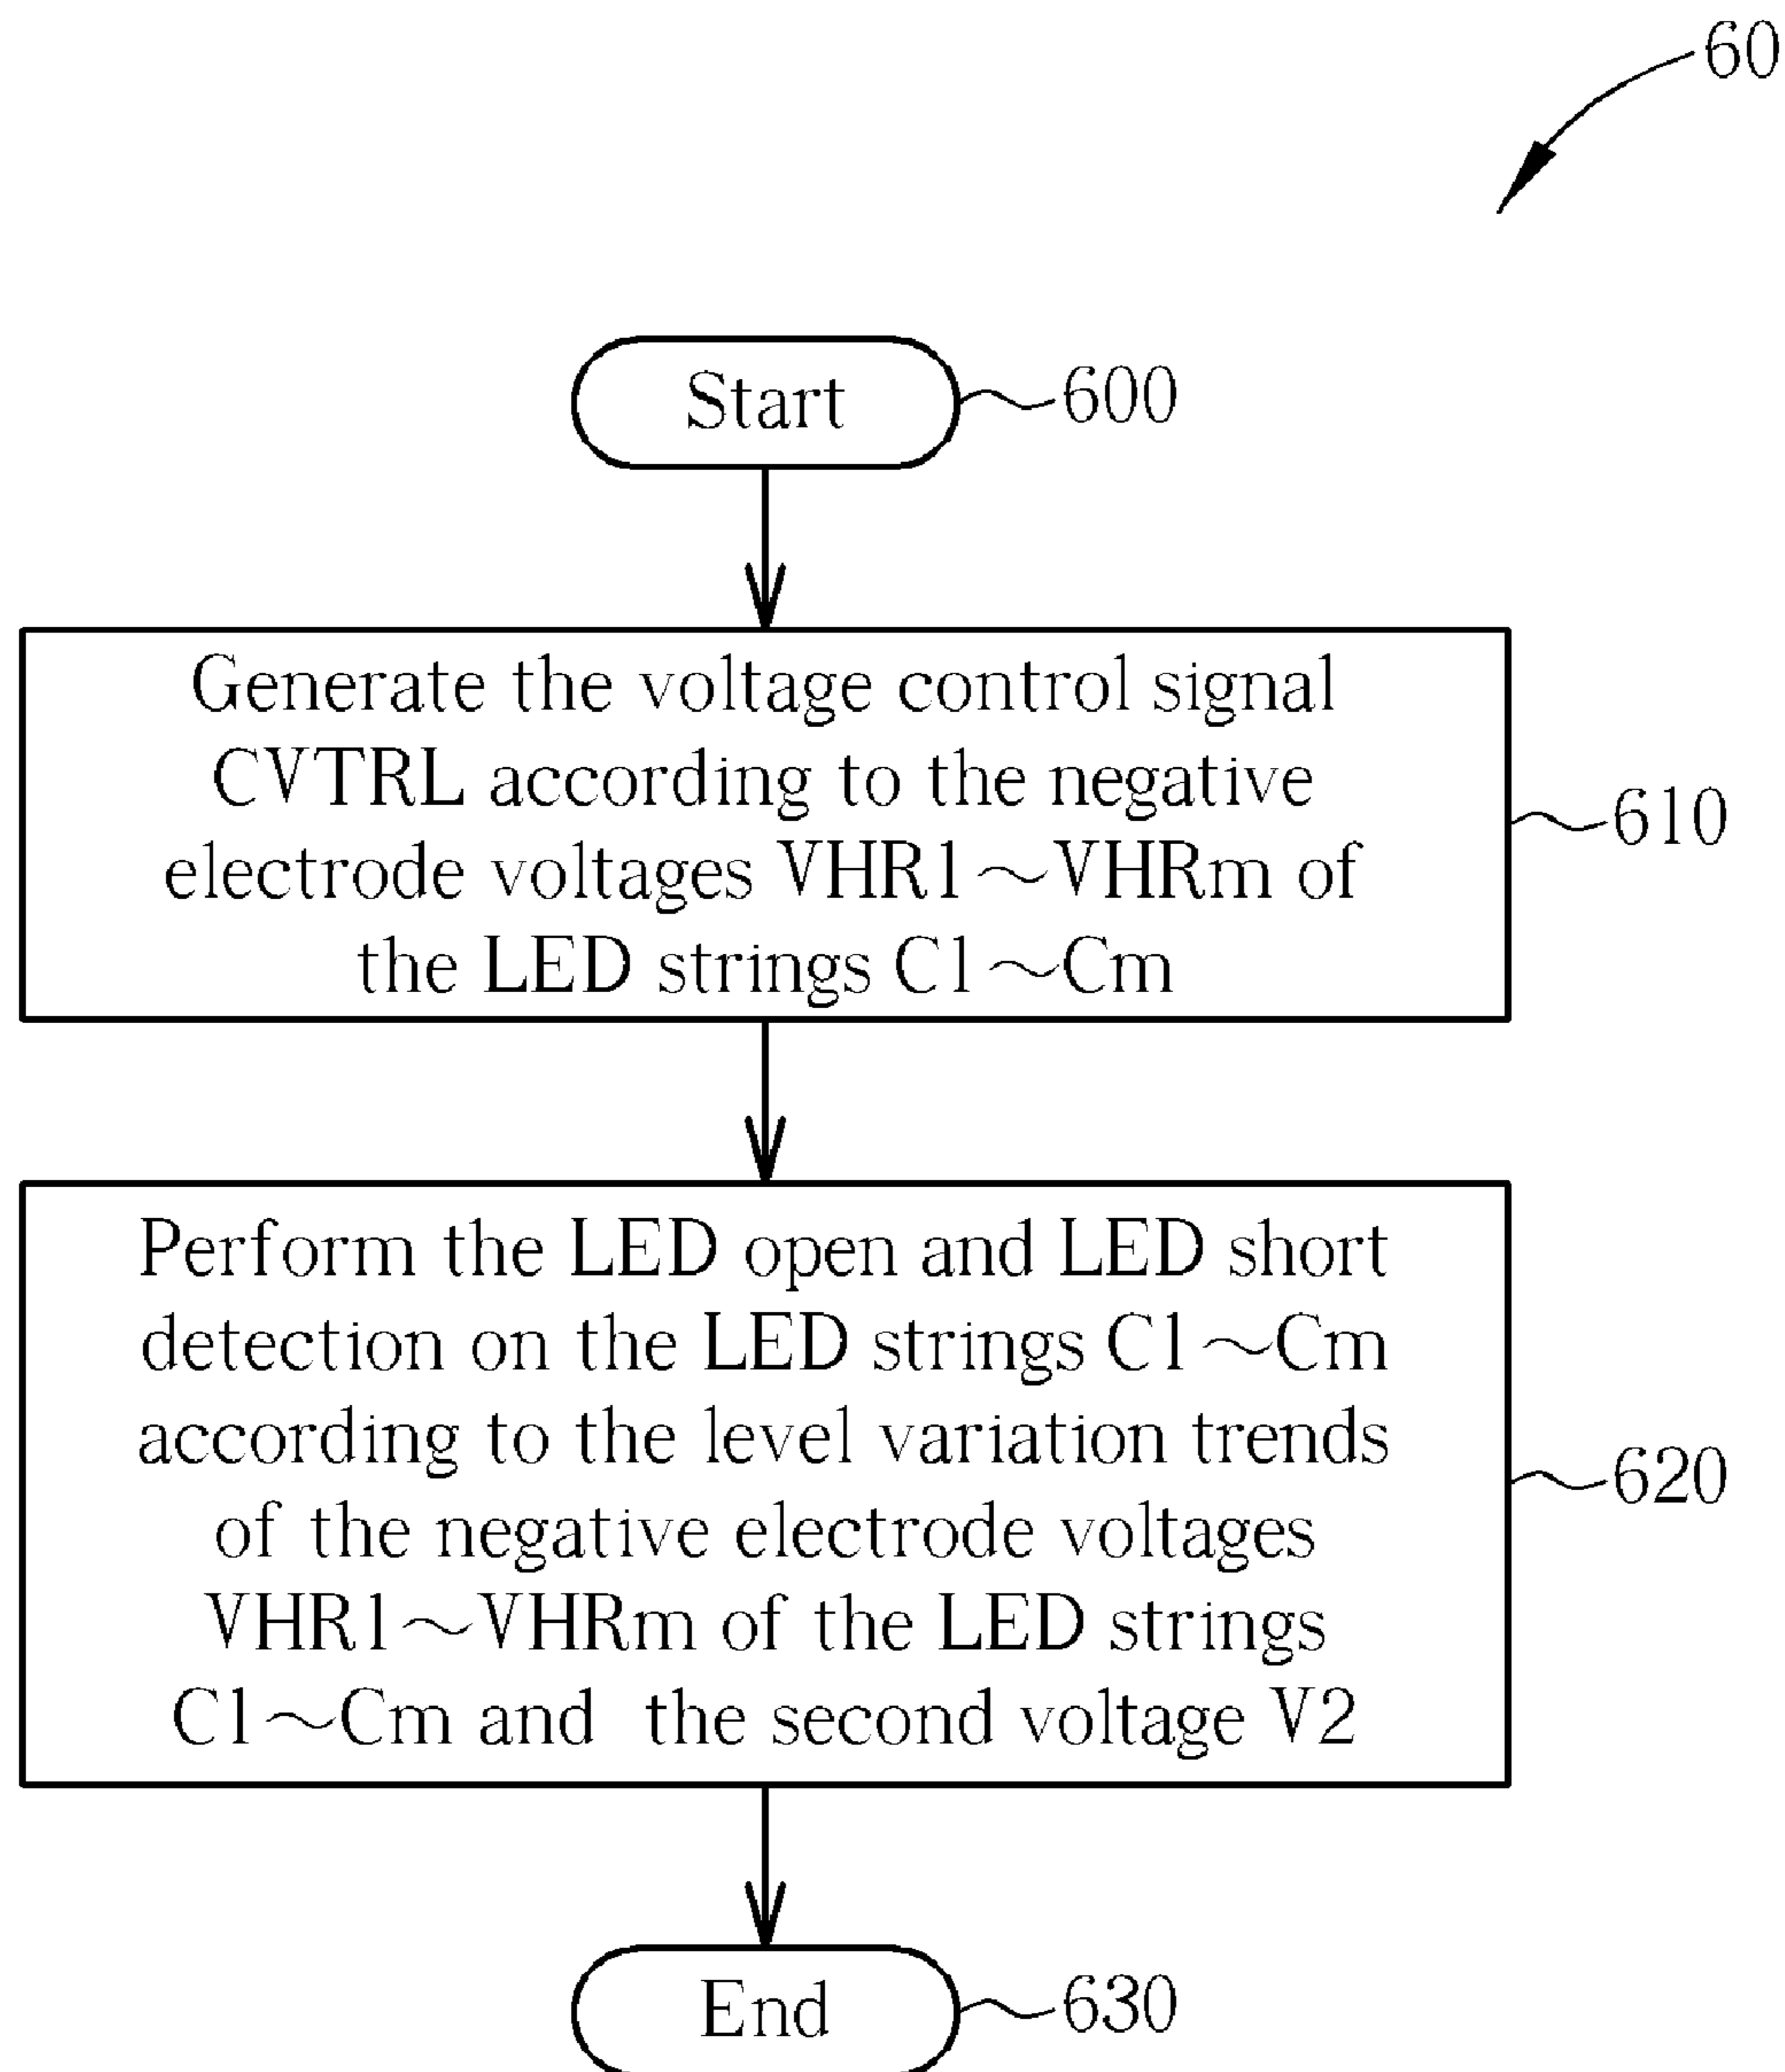 60
Start
600
Generate the voltage control signal
CVTRL according to the negative
electrode voltages VHR1~VHRm of
the LED strings C1~Cm
610
Perform the LED open and LED short
detection on the LED strings C1~Cm
according to the level variation trends
of the negative electrode voltages
VHR1~VHRm of the LED strings
C1~Cm and the second voltage V2
620
End
630